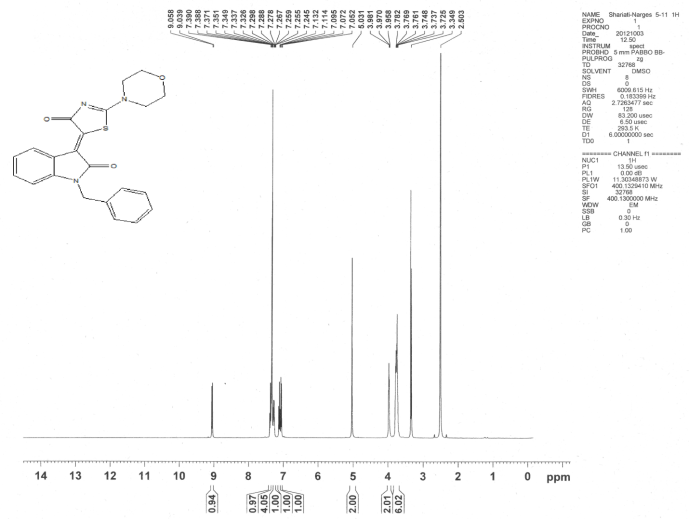 9.058
9.039
7.390
7.388
7.371
7.351
7.349
7.337
7.326
7.298
7.288
7.278
7.267
7.259
7.255
7.245
7.132
7.114
7.095
7.072
7.052
5.031
3.981
3.970
3.958
3.782
3.769
3.761
3.748
3.737
3.725
3.349
2.503
NAME Shariati-Narges S-11 1H
EXPNO 1
PROCNO 1
Date_ 20121003
Time 12.50
INSTRUM spect
PROBHD 5 mm PABBO BB-
PULPROG zg
TD 32768
SOLVENT DMSO
NS 8
DS 0
SWH 6009.615 Hz
FIDRES 0.183399 Hz
AQ 2.7263477 sec
RG 128
DW 83.200 usec
DE 6.50 usec
TE 293.5 K
D1 6.00000000 sec
TD0 1
======== CHANNEL f1 ========
NUC1 1H
P1 13.50 usec
PL1 0.00 dB
PL1W 11.30348873 W
SFO1 400.1329410 MHz
SI 32768
SF 400.1300000 MHz
WDW EM
SSB 0
LB 0.30 Hz
GB 0
PC 1.00
O
N
N
O
S
O
N
14 13 12 11 10 9 8 7 6 5 4 3 2 1 0 ppm
0.94
0.97
4.05
1.00
1.00
1.00
2.00
2.01
6.02